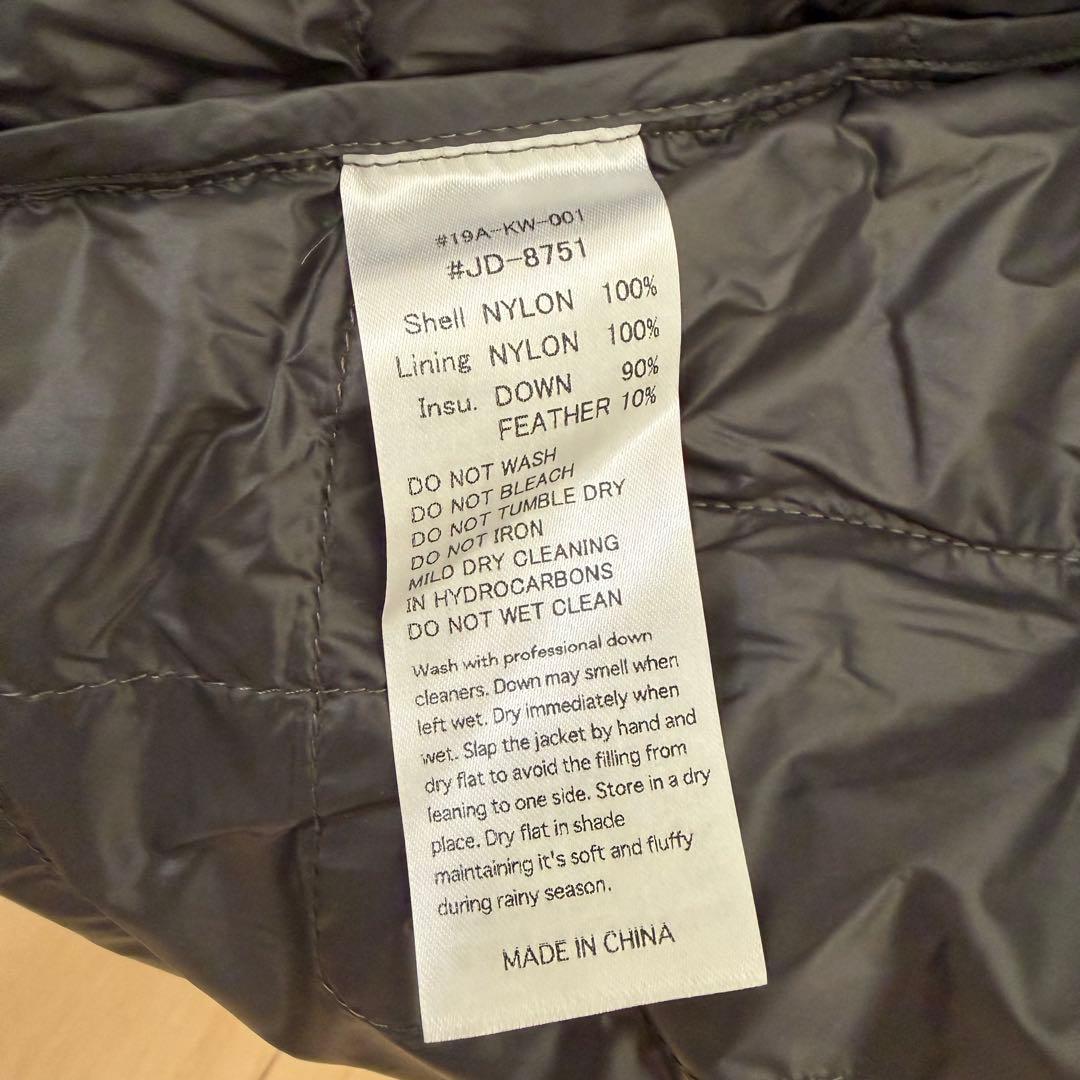 #19A-KW-001
#JD-8751
Shell NYLON 100%
Lining NYLON 100%
Insu. DOWN 90%
FEATHER 10%
DO NOT WASH
DO NOT BLEACH
DO NOT TUMBLE DRY
DO NOT IRON
MILD DRY CLEANING
IN HYDROCARBONS
DO NOT WET CLEAN
Wash with professional down
cleaners. Down may smell when
left wet. Dry immediately when
wet. Slap the jacket by hand and
dry flat to avoid the filling from
leaning to one side. Store in a dry
place. Dry flat in shade
maintaining it's soft and fluffy
during rainy season.
MADE IN CHINA